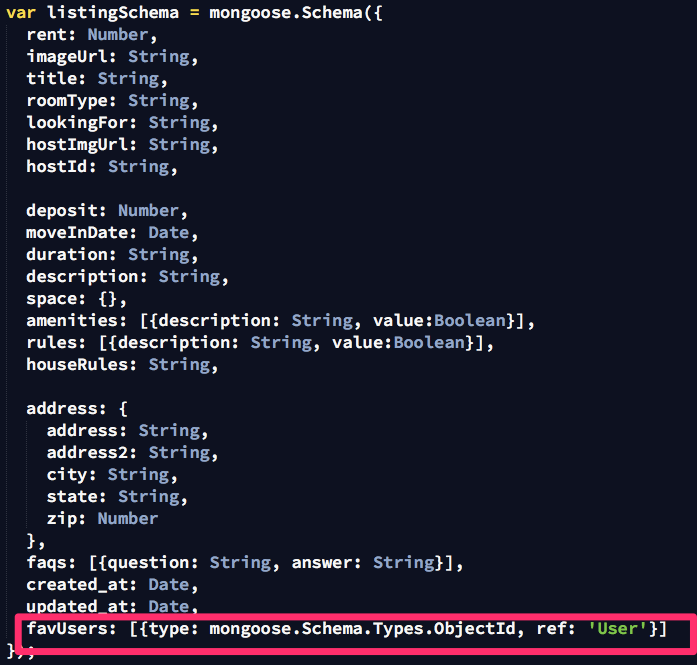 var listingSchema = mongoose.Schema({
  rent: Number,
  imageUrl: String,
  title: String,
  roomType: String,
  lookingFor: String,
  hostImgUrl: String,
  hostId: String,

  deposit: Number,
  moveInDate: Date,
  duration: String,
  description: String,
  space: {},
  amenities: [{description: String, value:Boolean}],
  rules: [{description: String, value:Boolean}],
  houseRules: String,

  address: {
    address: String,
    address2: String,
    city: String,
    state: String,
    zip: Number
  },
  faqs: [{question: String, answer: String}],
  created_at: Date,
  updated_at: Date,
  favUsers: [{type: mongoose.Schema.Types.ObjectId, ref: 'User'}]
});